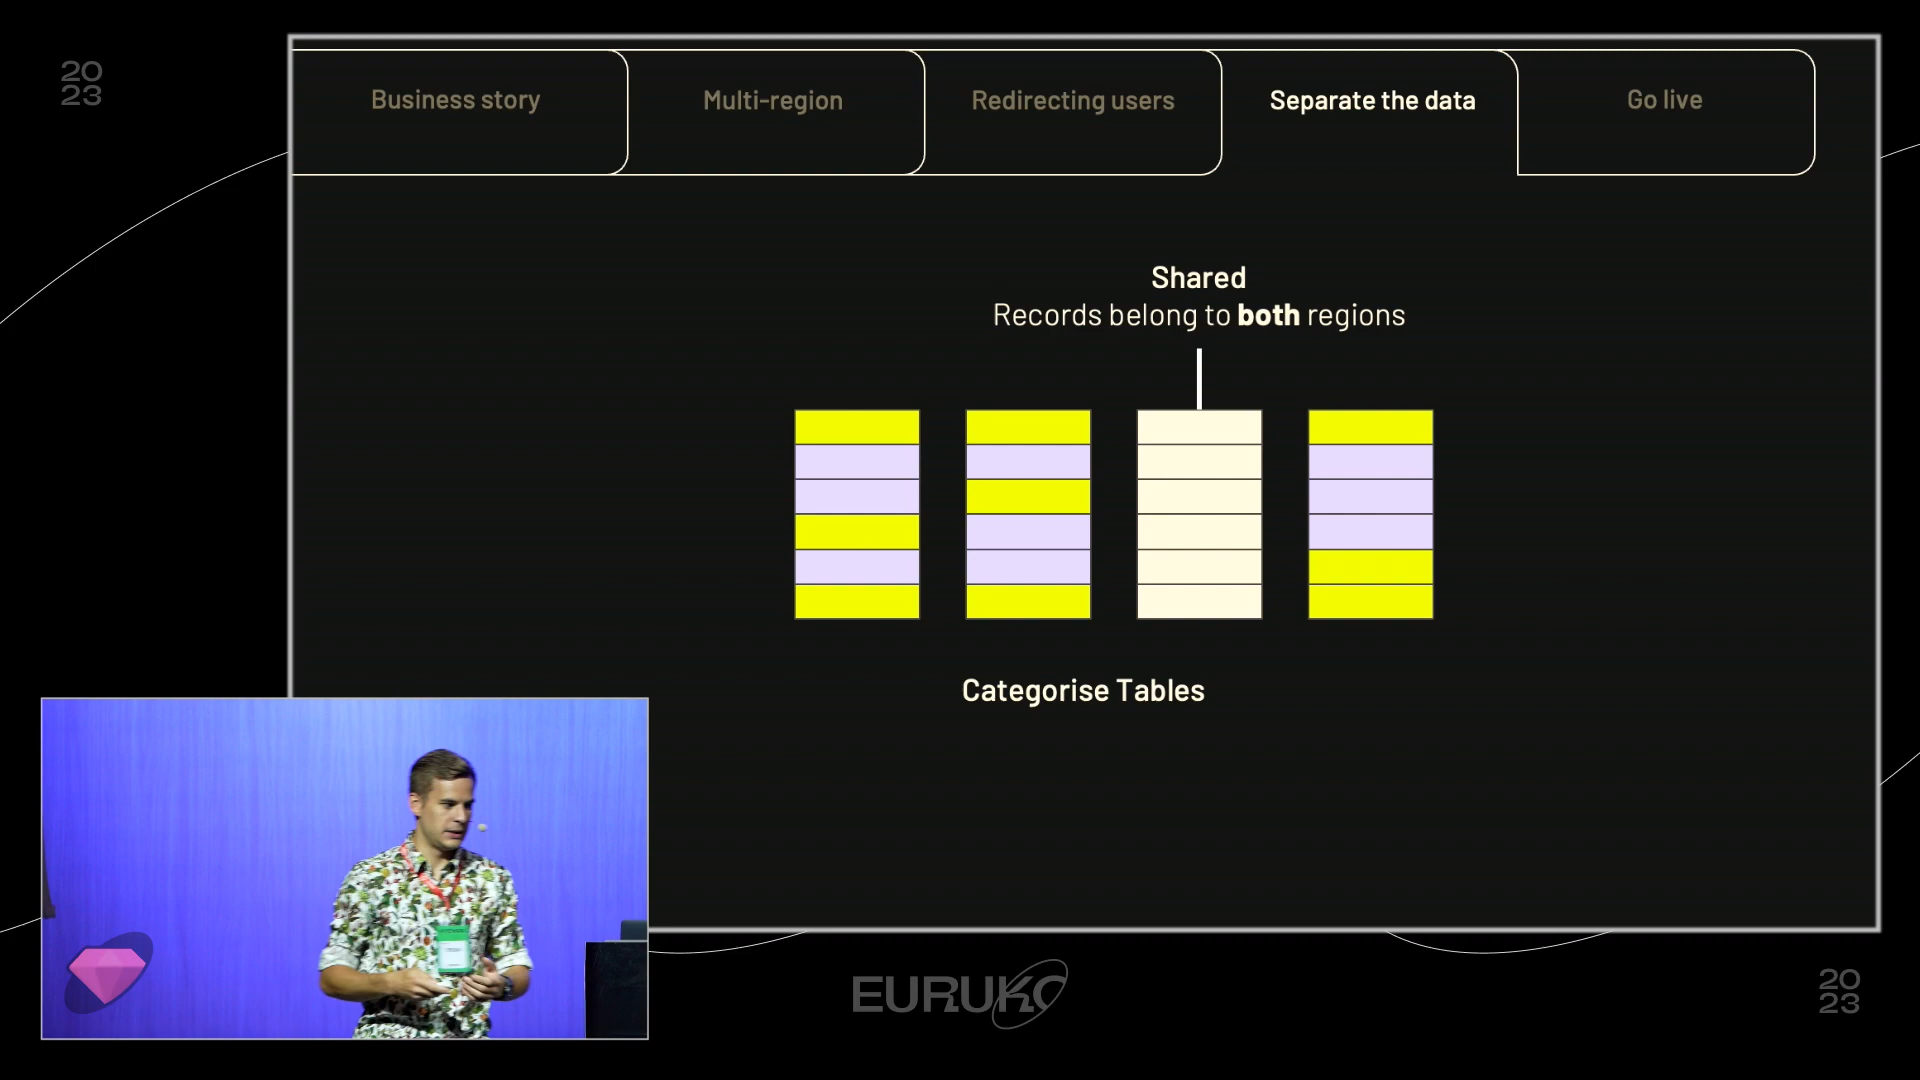 20
23
Business story
Multi-region
Redirecting users
Separate the data
Go live
Shared
Records belong to both regions
Categorise Tables
EURUKO
20
23